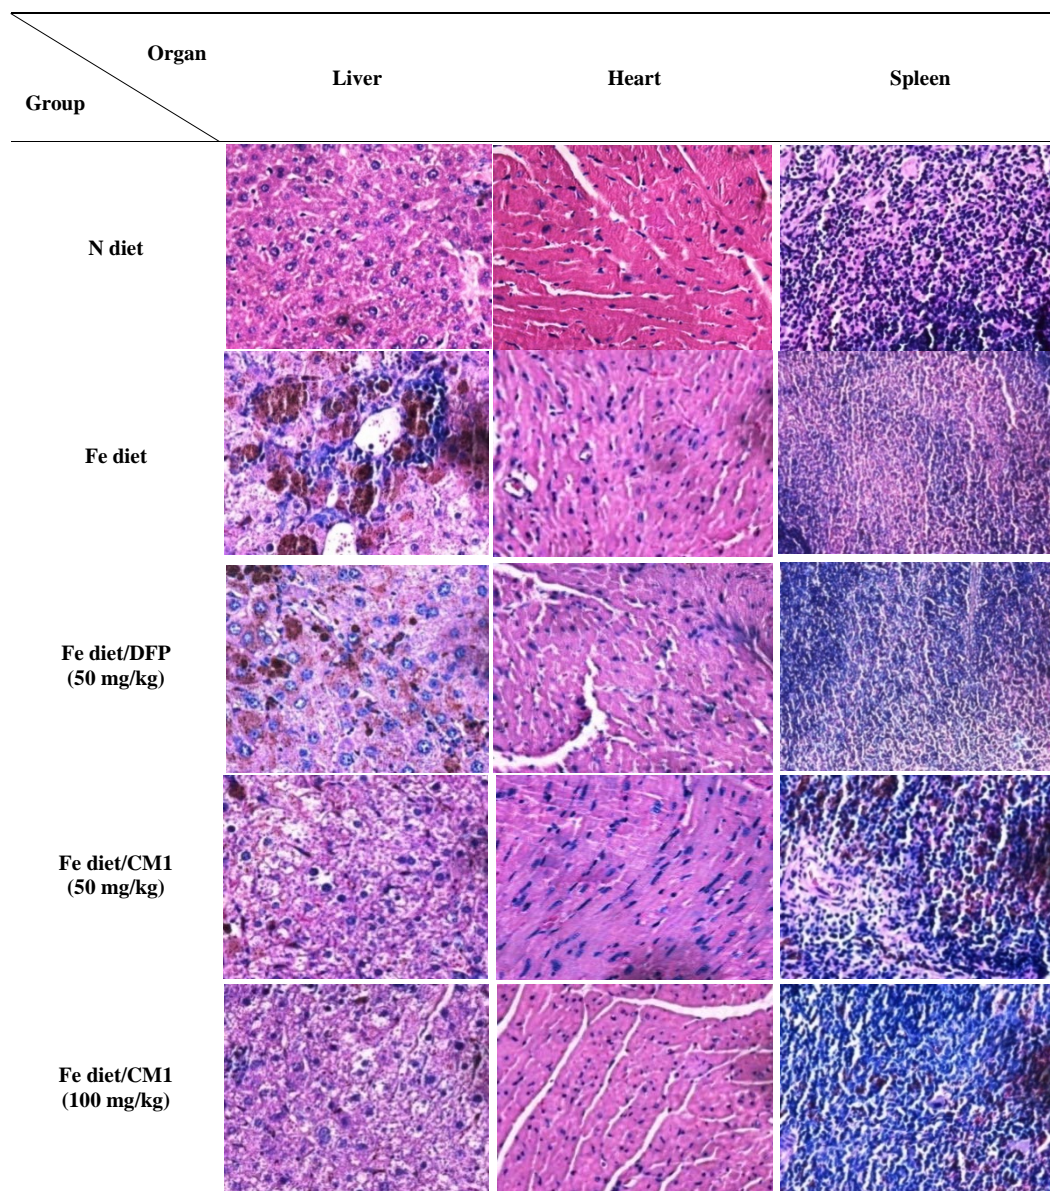 Organ
Group
Liver
Heart
Spleen
N diet
Fe diet
Fe diet/DFP
(50 mg/kg)
Fe diet/CM1
(50 mg/kg)
Fe diet/CM1
(100 mg/kg)